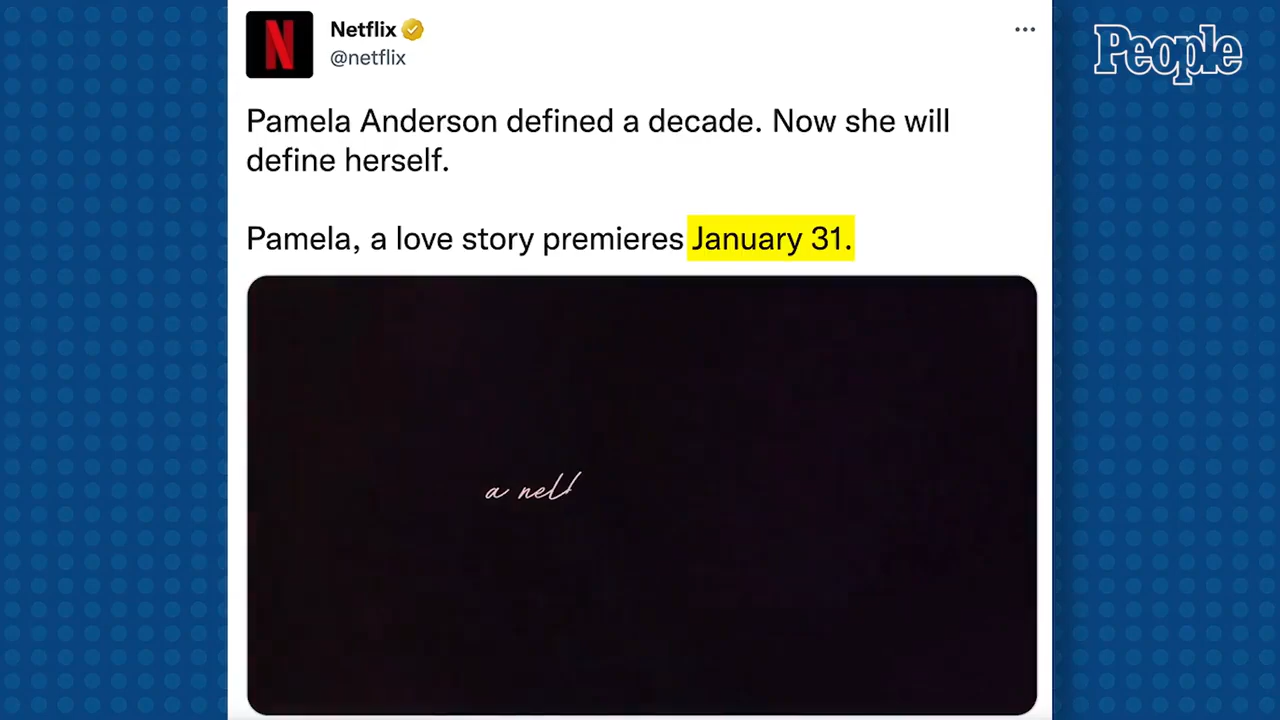 Netflix
@netflix
People
Pamela Anderson defined a decade. Now she will
define herself.
Pamela, a love story premieres January 31.
a